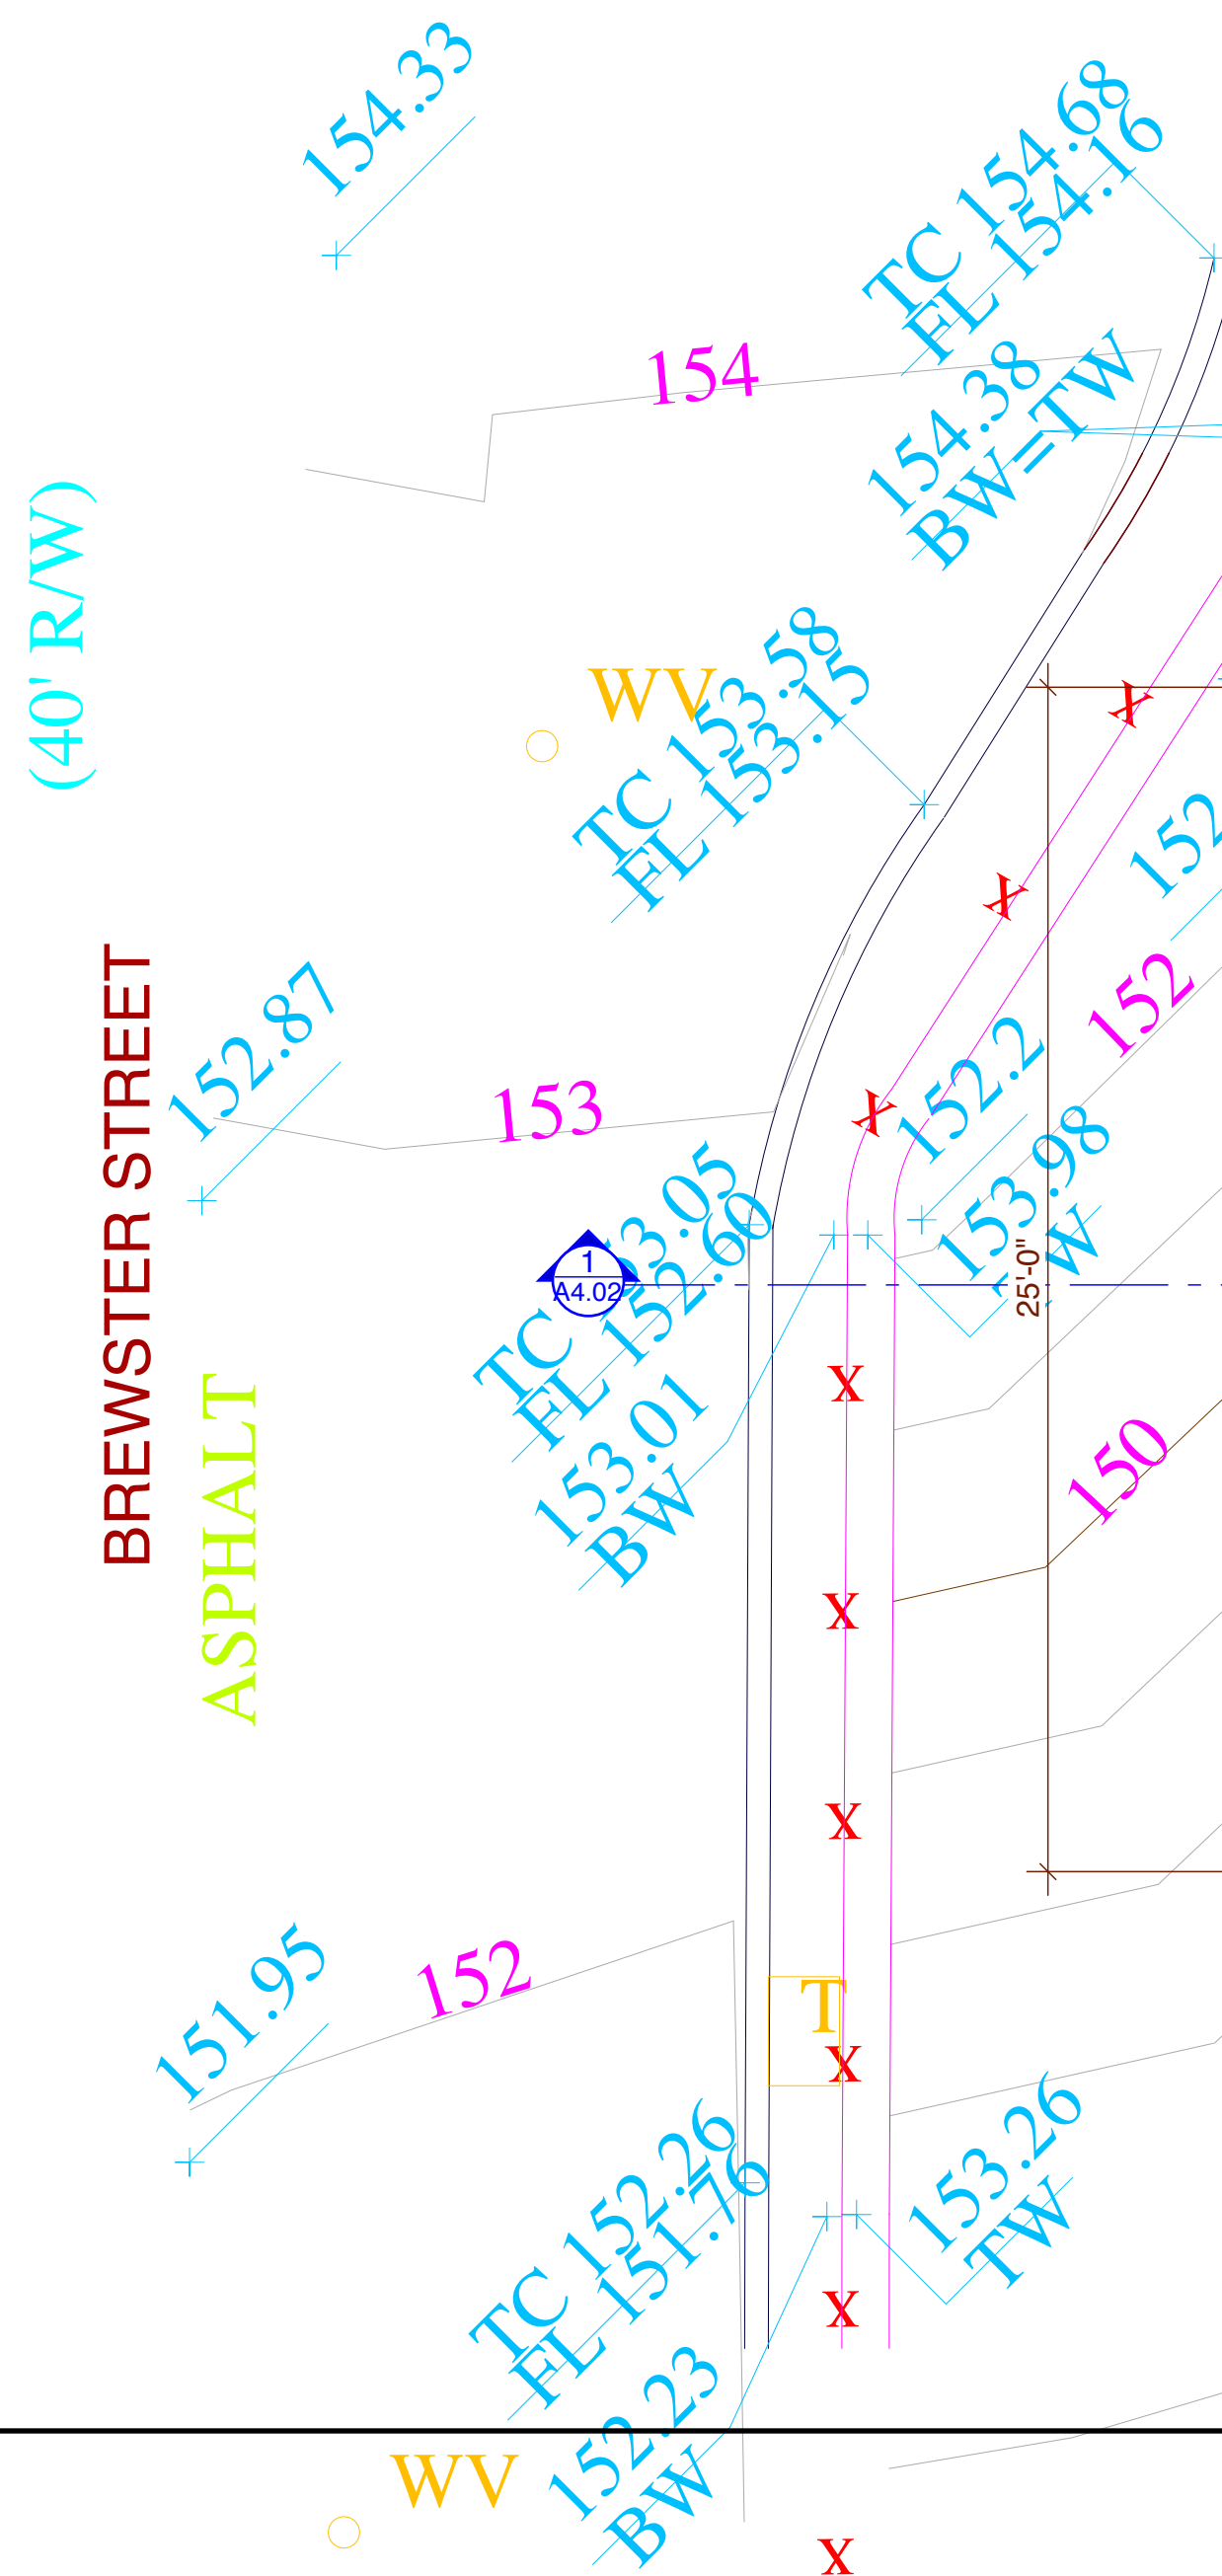 154.33
TC 154.68
FL 154.16
154
154.38
BW=TW
(40' R/W)
WV
TC 153.58
FL 153.15
X
X
152
152.87
153
X
152.2
153.98
BREWSTER STREET
1
A4.02
FL 152.60
25'-0"
153.01
BW
X
ASPHALT
150
X
X
151.95
152
T
X
TC 152.26
FL 151.76
153.26
TW
X
152.23
BW
WV
X